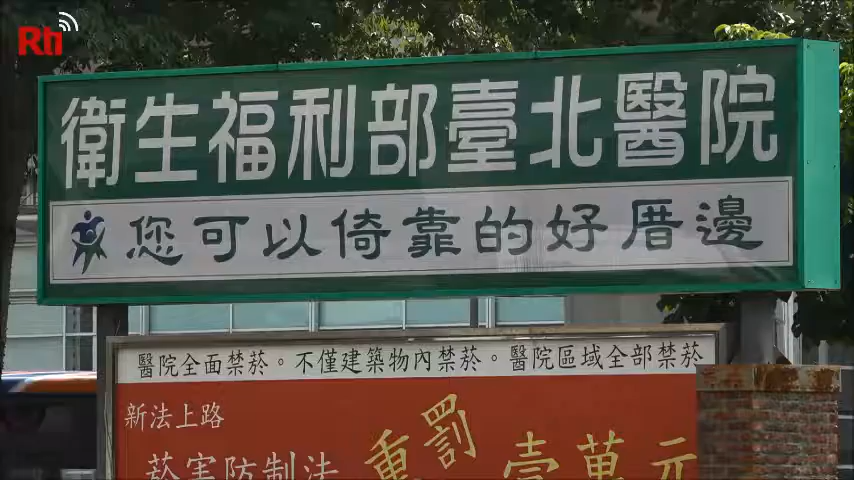 Rti
衛生福利部臺北醫院
您可以倚靠的好厝邊
醫院全面禁菸。不僅建築物內禁菸。醫院區域全部禁菸
新法上路
菸害防制法 重罰 壹萬元